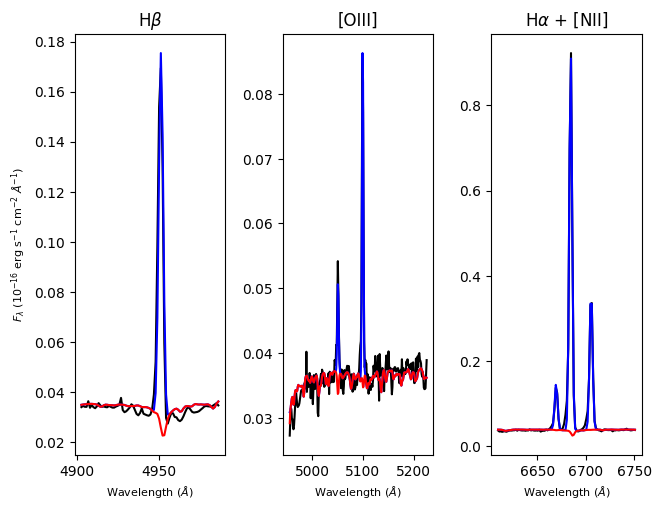 Hβ
[OIII]
Hα + [NII]
F_λ (10^−16 erg s^−1 cm^−2 Å^−1)
0.18
0.16
0.14
0.12
0.10
0.08
0.06
0.04
0.02
4900 4950
Wavelength (Å)
0.08
0.07
0.06
0.05
0.04
0.03
5000 5100 5200
Wavelength (Å)
0.8
0.6
0.4
0.2
0.0
6650 6700 6750
Wavelength (Å)